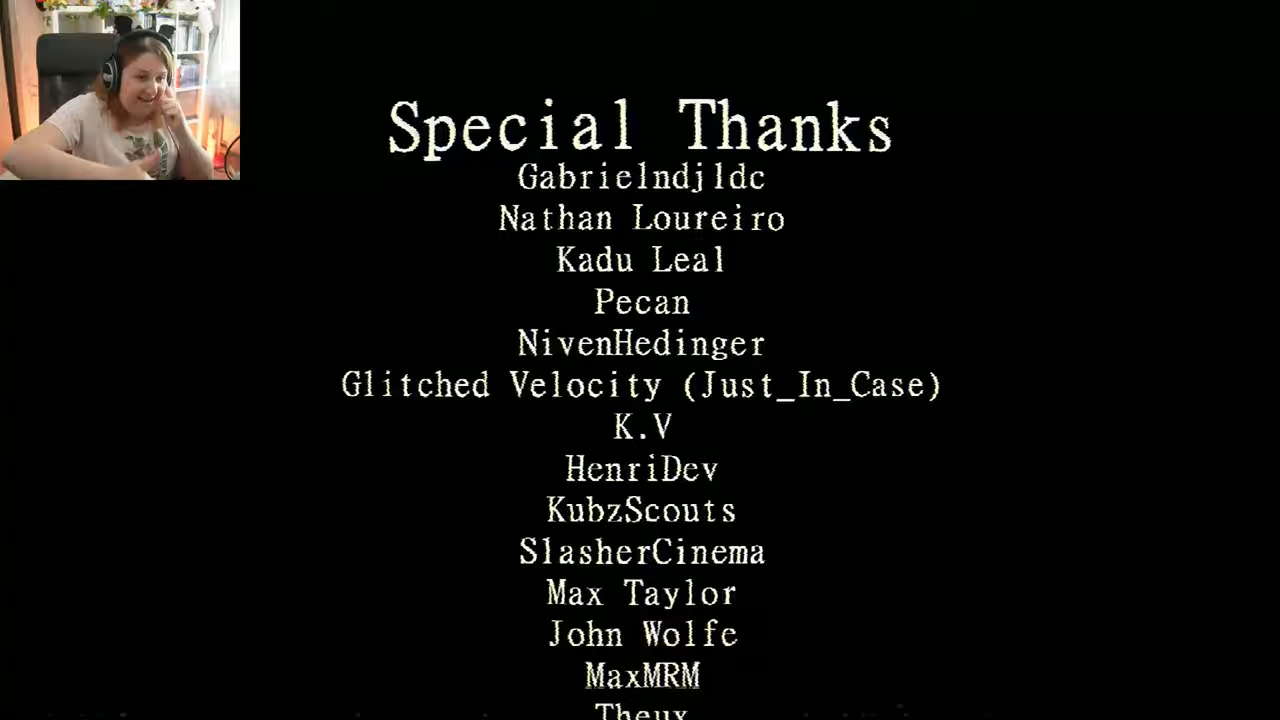 Special Thanks
Gabrielndjldc
Nathan Loureiro
Kadu Leal
Pecan
NivenHedinger
Glitched Velocity (Just_In_Case)
K.V
HenriDev
KubzScouts
SlasherCinema
Max Taylor
John Wolfe
MaxMRM
Theux